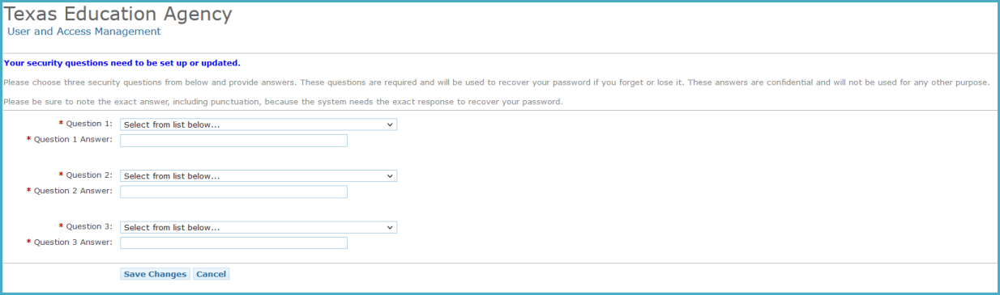 Texas Education Agency
User and Access Management
Your security questions need to be set up or updated.
Please choose three security questions from below and provide answers. These questions are required and will be used to recover your password if you forget or lose it. These answers are confidential and will not be used for any other purpose.
Please be sure to note the exact answer, including punctuation, because the system needs the exact response to recover your password.
* Question 1: Select from list below...
* Question 1 Answer:
* Question 2: Select from list below...
* Question 2 Answer:
* Question 3: Select from list below...
* Question 3 Answer:
Save Changes Cancel